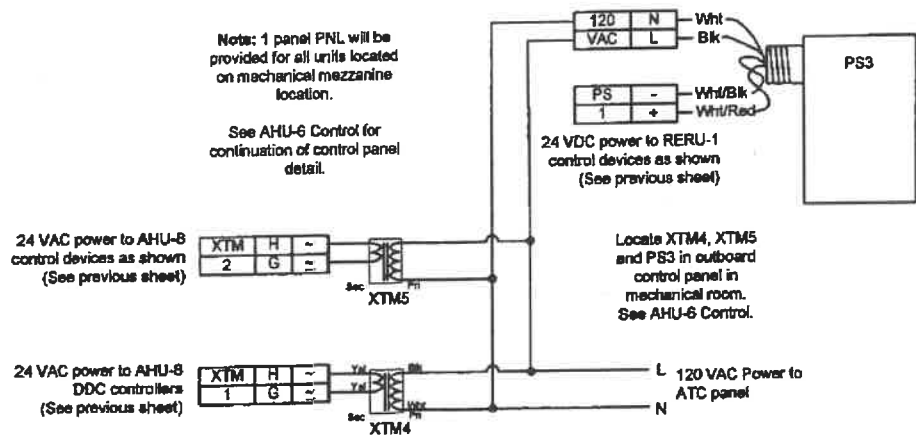 Note: 1 panel PNL will be
provided for all units located
on mechanical mezzanine
location.
See AHU-6 Control for
continuation of control panel
detail.
120 N Wht
VAC L Blk
PS3
PS - Wht/Blk
1 + Wht/Red
24 VDC power to RERU-1
control devices as shown
(See previous sheet)
24 VAC power to AHU-8
control devices as shown
(See previous sheet)
XTM H ~
2 G ~
Sec Pri
XTM5
Locate XTM4, XTM5
and PS3 in outboard
control panel in
mechanical room.
See AHU-6 Control.
24 VAC power to AHU-8
DDC controllers
(See previous sheet)
XTM H ~
1 G ~
Yel Blk
Yel Wht
Sec Pri
XTM4
L
N
120 VAC Power to
ATC panel